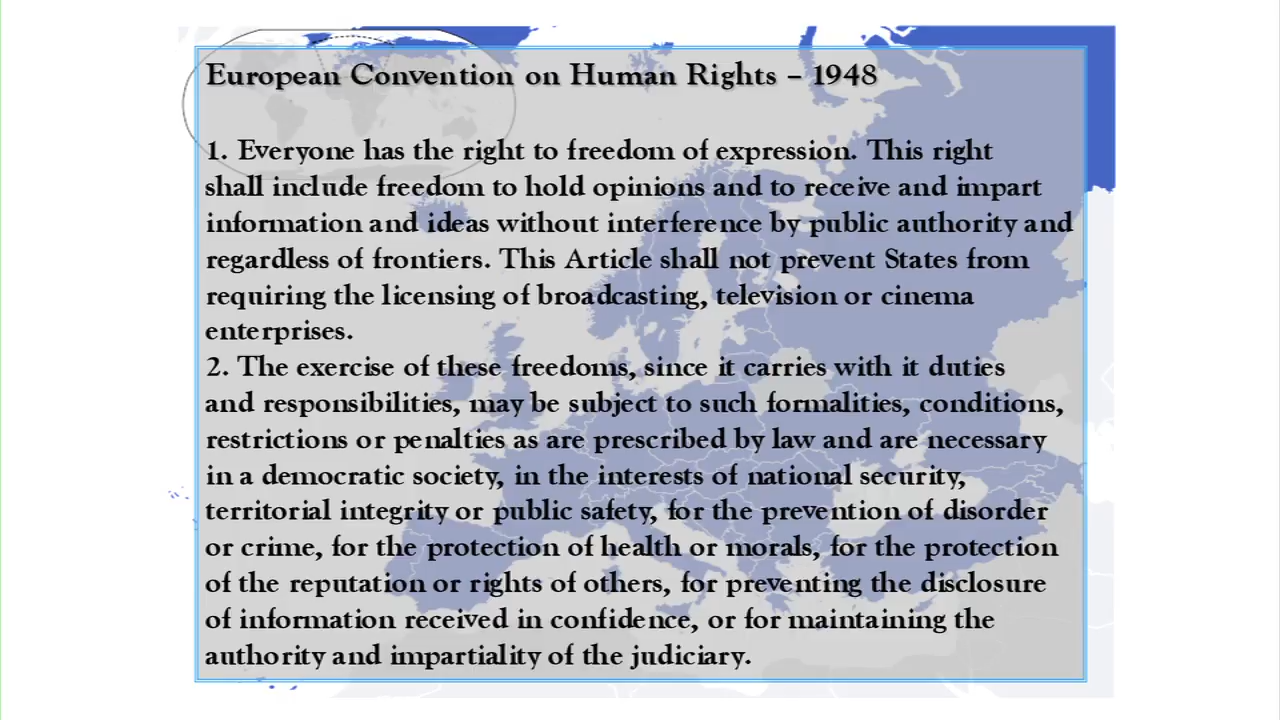 European Convention on Human Rights – 1948
1. Everyone has the right to freedom of expression. This right
shall include freedom to hold opinions and to receive and impart
information and ideas without interference by public authority and
regardless of frontiers. This Article shall not prevent States from
requiring the licensing of broadcasting, television or cinema
enterprises.
2. The exercise of these freedoms, since it carries with it duties
and responsibilities, may be subject to such formalities, conditions,
restrictions or penalties as are prescribed by law and are necessary
in a democratic society, in the interests of national security,
territorial integrity or public safety, for the prevention of disorder
or crime, for the protection of health or morals, for the protection
of the reputation or rights of others, for preventing the disclosure
of information received in confidence, or for maintaining the
authority and impartiality of the judiciary.